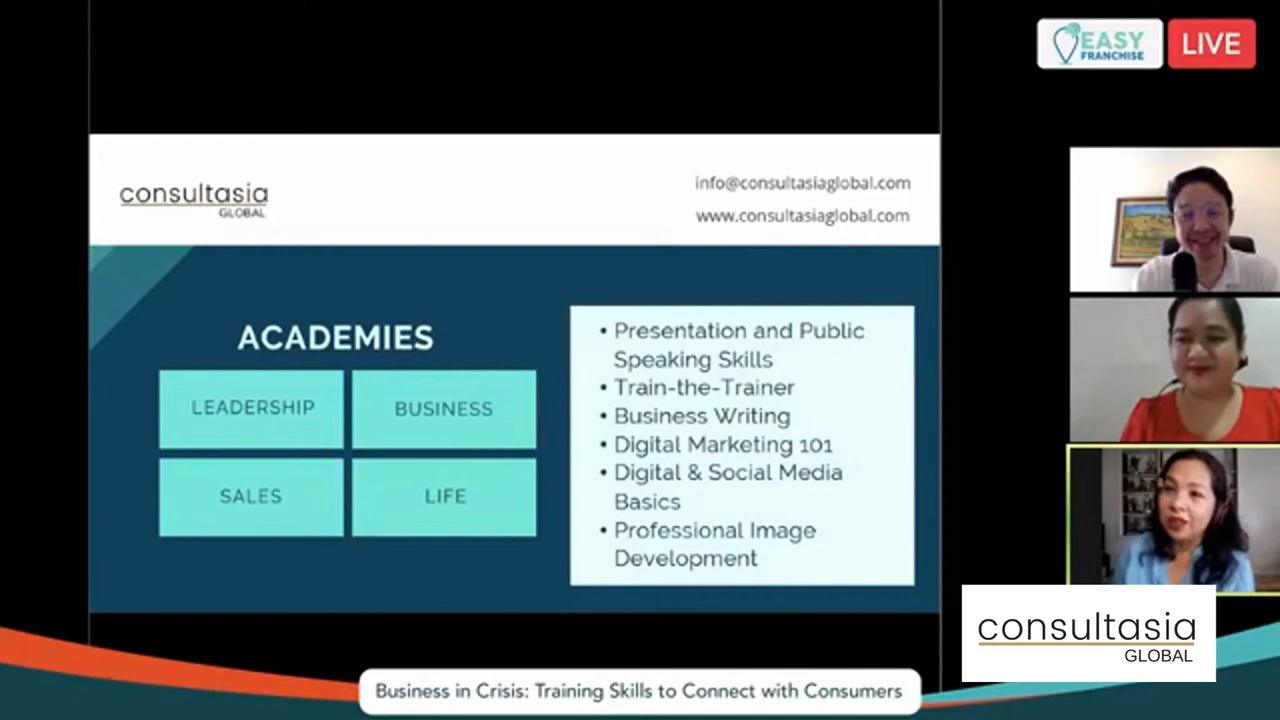 EASY
FRANCHISE
LIVE
consultasia
GLOBAL
info@consultasiaglobal.com
www.consultasiaglobal.com
ACADEMIES
LEADERSHIP
BUSINESS
SALES
LIFE
• Presentation and Public
Speaking Skills
• Train-the-Trainer
• Business Writing
• Digital Marketing 101
• Digital & Social Media
Basics
• Professional Image
Development
consultasia
GLOBAL
Business in Crisis: Training Skills to Connect with Consumers